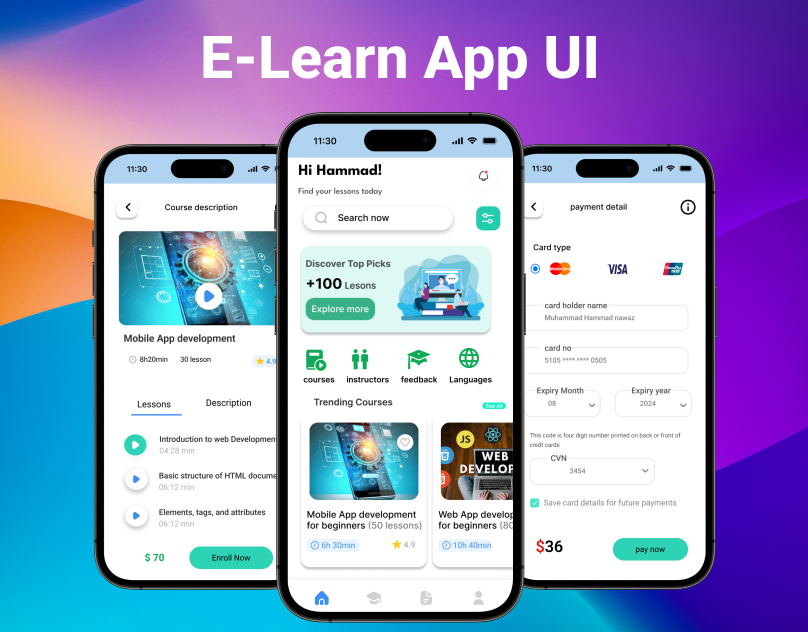 E-Learn App UI
11:30
Course description
Mobile App development
8h20min
30 lesson
4.9
Lessons
Description
Introduction to web Developmen
04:28 min
Basic structure of HTML docume
06:12 min
Elements, tags, and attributes
06:12 min
$ 70
Enroll Now
11:30
Hi Hammad!
Find your lessons today
Search now
Discover Top Picks
+100 Lesons
Explore more
courses
instructors
feedback
Languages
Trending Courses
See All
JS
WEB
DEVELOP
Mobile App development
for beginners (50 lessons)
6h 30min
4.9
Web App develop
for beginners (80
10h 40min
11:30
payment detail
Card type
MasterCard
VISA
UnionPay
card holder name
Muhammad Hammad nawaz
card no
5105 **** **** 0505
Expiry Month
08
Expiry year
2024
This code is four digit number printed on back or front of
credt cards
CVN
3454
Save card details for future payments
$36
pay now